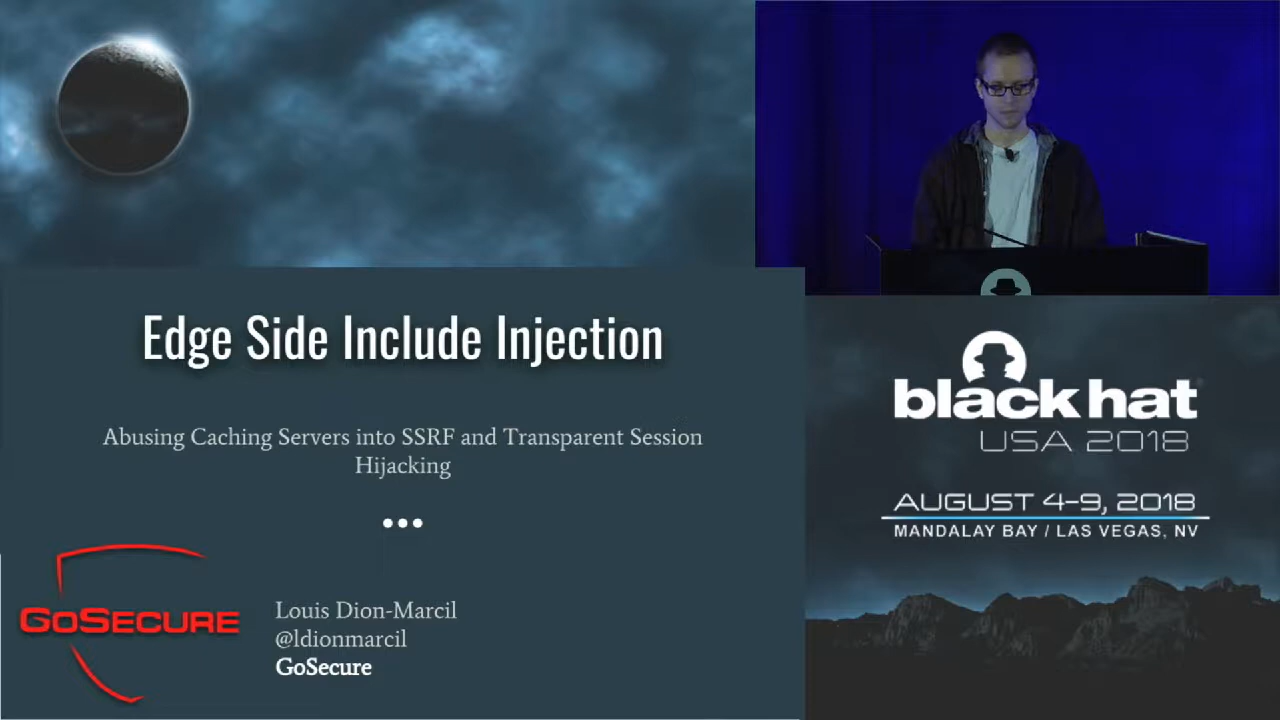 Edge Side Include Injection
Abusing Caching Servers into SSRF and Transparent Session
Hijacking
GOSECURE
Louis Dion-Marcil
@ldionmarcil
GoSecure
black hat
USA 2018
AUGUST 4-9, 2018
MANDALAY BAY / LAS VEGAS, NV